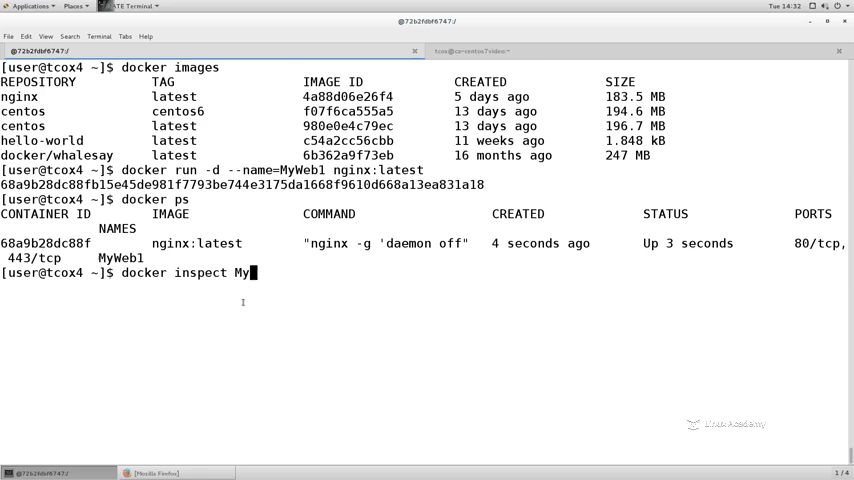 Applications Places MATE Terminal Tue 14:32
@72b2fdbf6747:/
File Edit View Search Terminal Tabs Help
@72b2fdbf6747:/ tcox@ca-centos7video:~
[user@tcox4 ~]$ docker images
REPOSITORY TAG IMAGE ID CREATED SIZE
nginx latest 4a88d06e26f4 5 days ago 183.5 MB
centos centos6 f07f6ca555a5 13 days ago 194.6 MB
centos latest 980e0e4c79ec 13 days ago 196.7 MB
hello-world latest c54a2cc56cbb 11 weeks ago 1.848 kB
docker/whalesay latest 6b362a9f73eb 16 months ago 247 MB
[user@tcox4 ~]$ docker run -d --name=MyWeb1 nginx:latest
68a9b28dc88fb15e45de981f7793be744e3175da1668f9610d668a13ea831a18
[user@tcox4 ~]$ docker ps
CONTAINER ID IMAGE COMMAND CREATED STATUS PORTS
NAMES
68a9b28dc88f nginx:latest "nginx -g 'daemon off" 4 seconds ago Up 3 seconds 80/tcp,
443/tcp MyWeb1
[user@tcox4 ~]$ docker inspect My
Linux Academy
@72b2fdbf6747:/ [Mozilla Firefox] 1 / 4